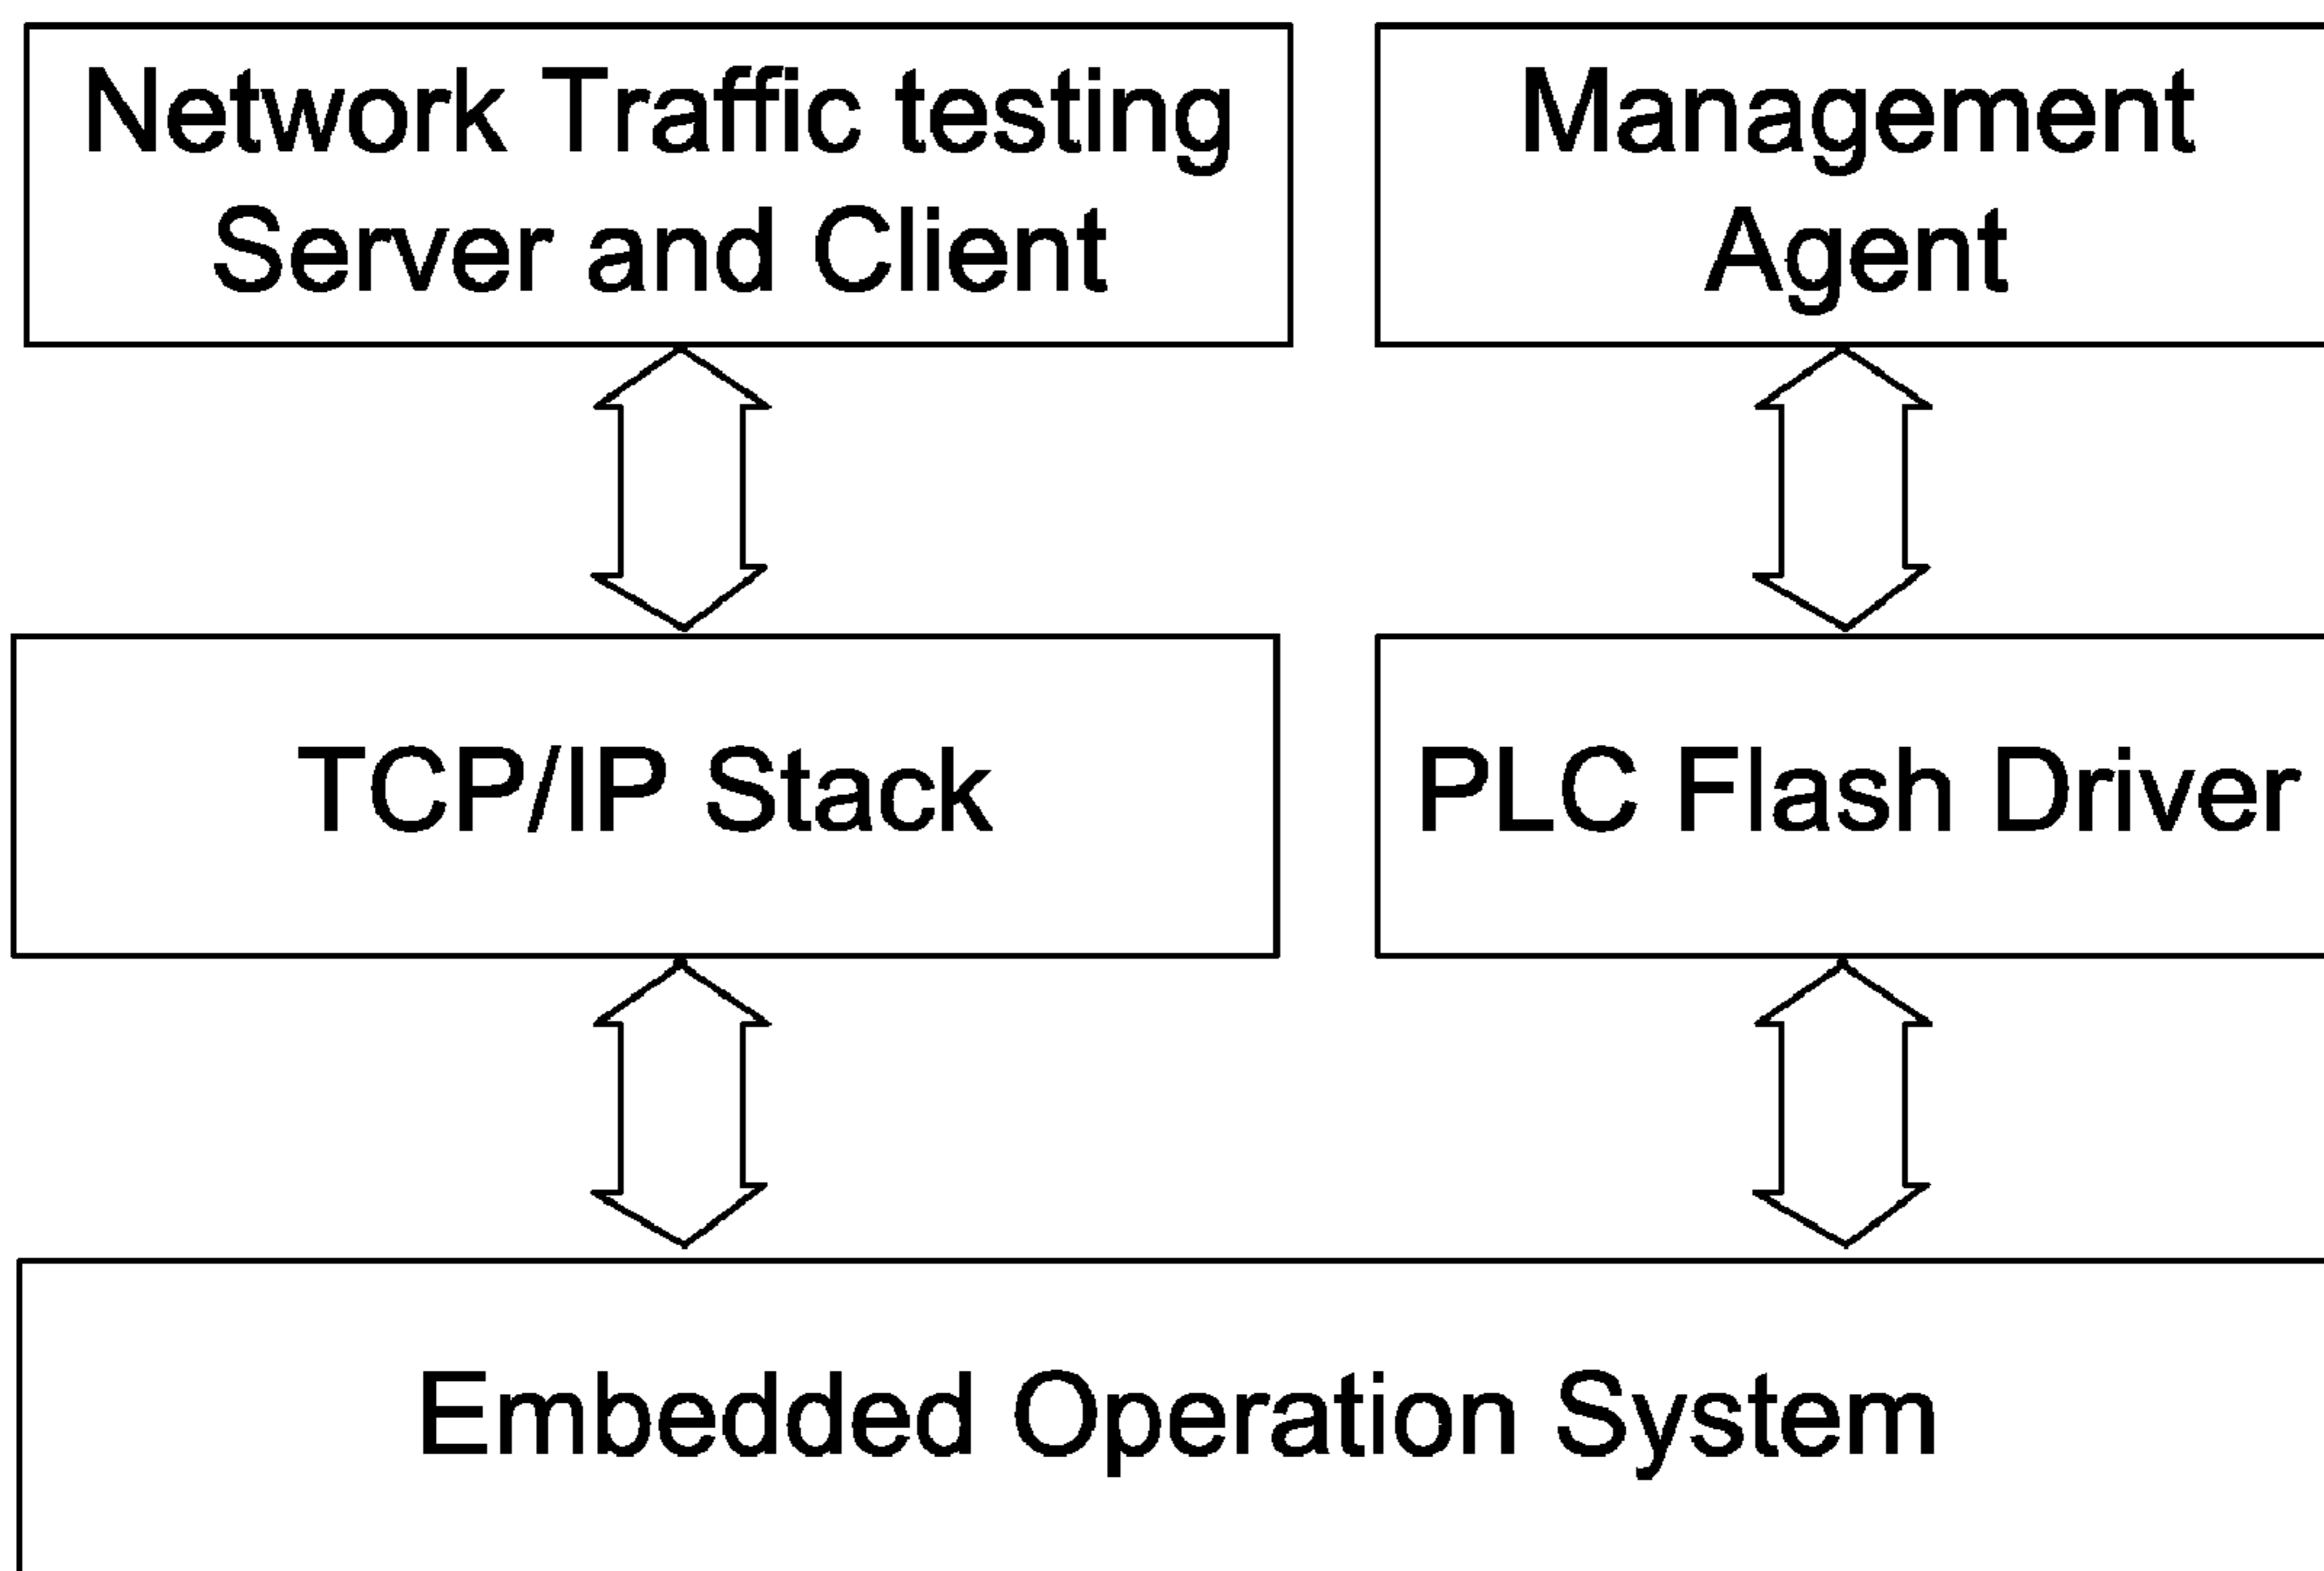 Network Traffic testing
Server and Client
Management
Agent
TCP/IP Stack
PLC Flash Driver
Embedded Operation System